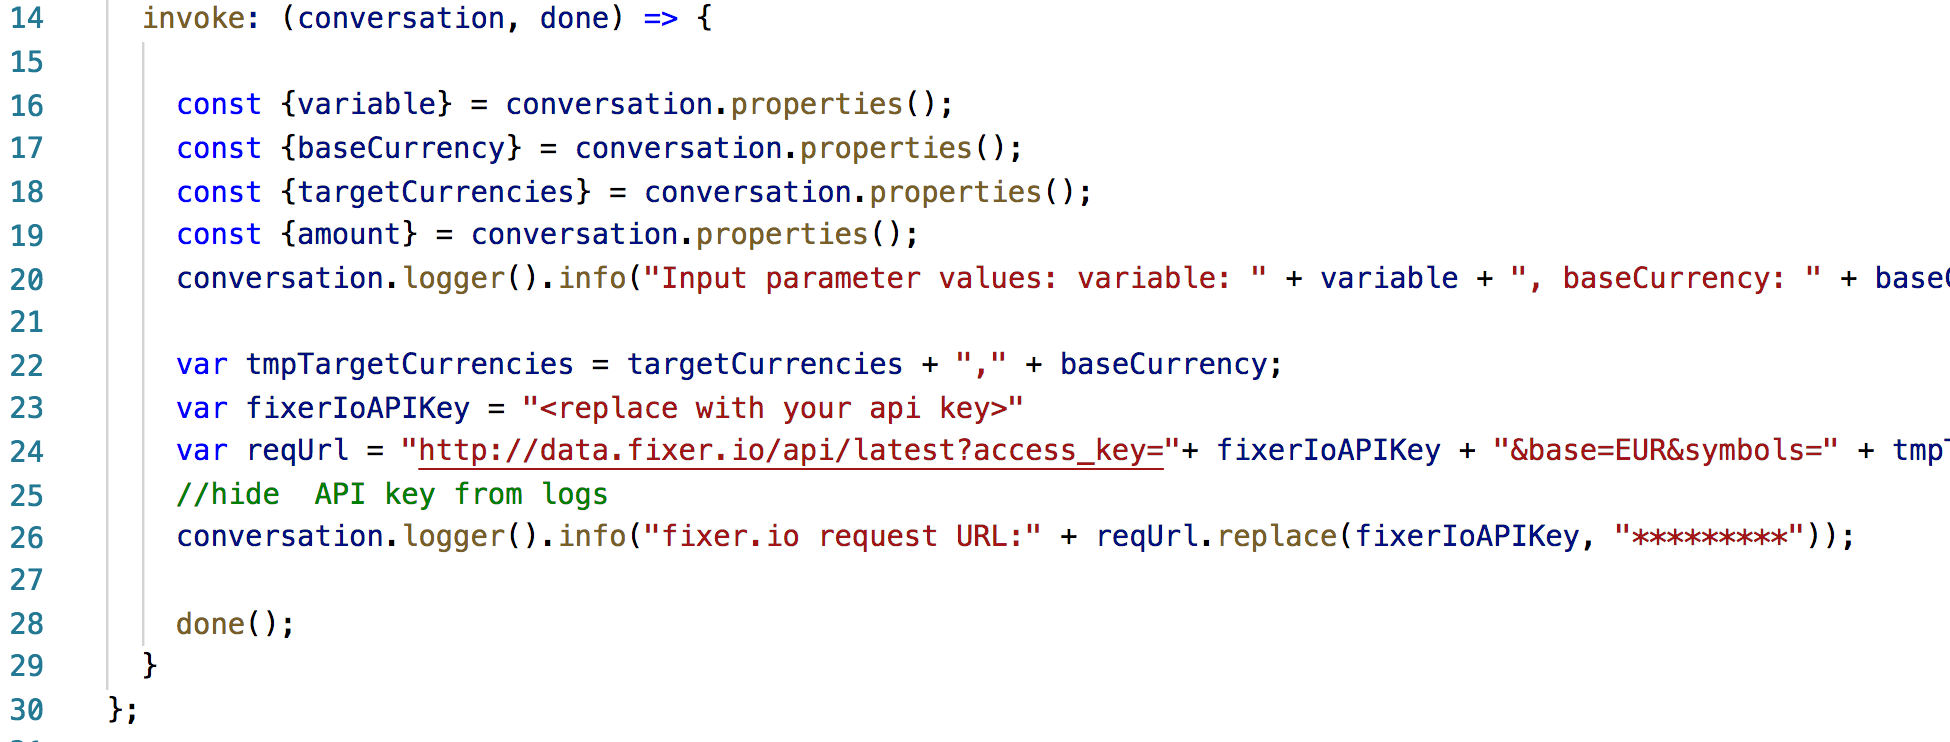 14 invoke: (conversation, done) => {
15
16 const {variable} = conversation.properties();
17 const {baseCurrency} = conversation.properties();
18 const {targetCurrencies} = conversation.properties();
19 const {amount} = conversation.properties();
20 conversation.logger().info("Input parameter values: variable: " + variable + ", baseCurrency: " + base
21
22 var tmpTargetCurrencies = targetCurrencies + "," + baseCurrency;
23 var fixerIoAPIKey = "<replace with your api key>"
24 var reqUrl = "http://data.fixer.io/api/latest?access_key="+ fixerIoAPIKey + "&base=EUR&symbols=" + tmp
25 //hide  API key from logs
26 conversation.logger().info("fixer.io request URL:" + reqUrl.replace(fixerIoAPIKey, "*********"));
27
28 done();
29 }
30 };